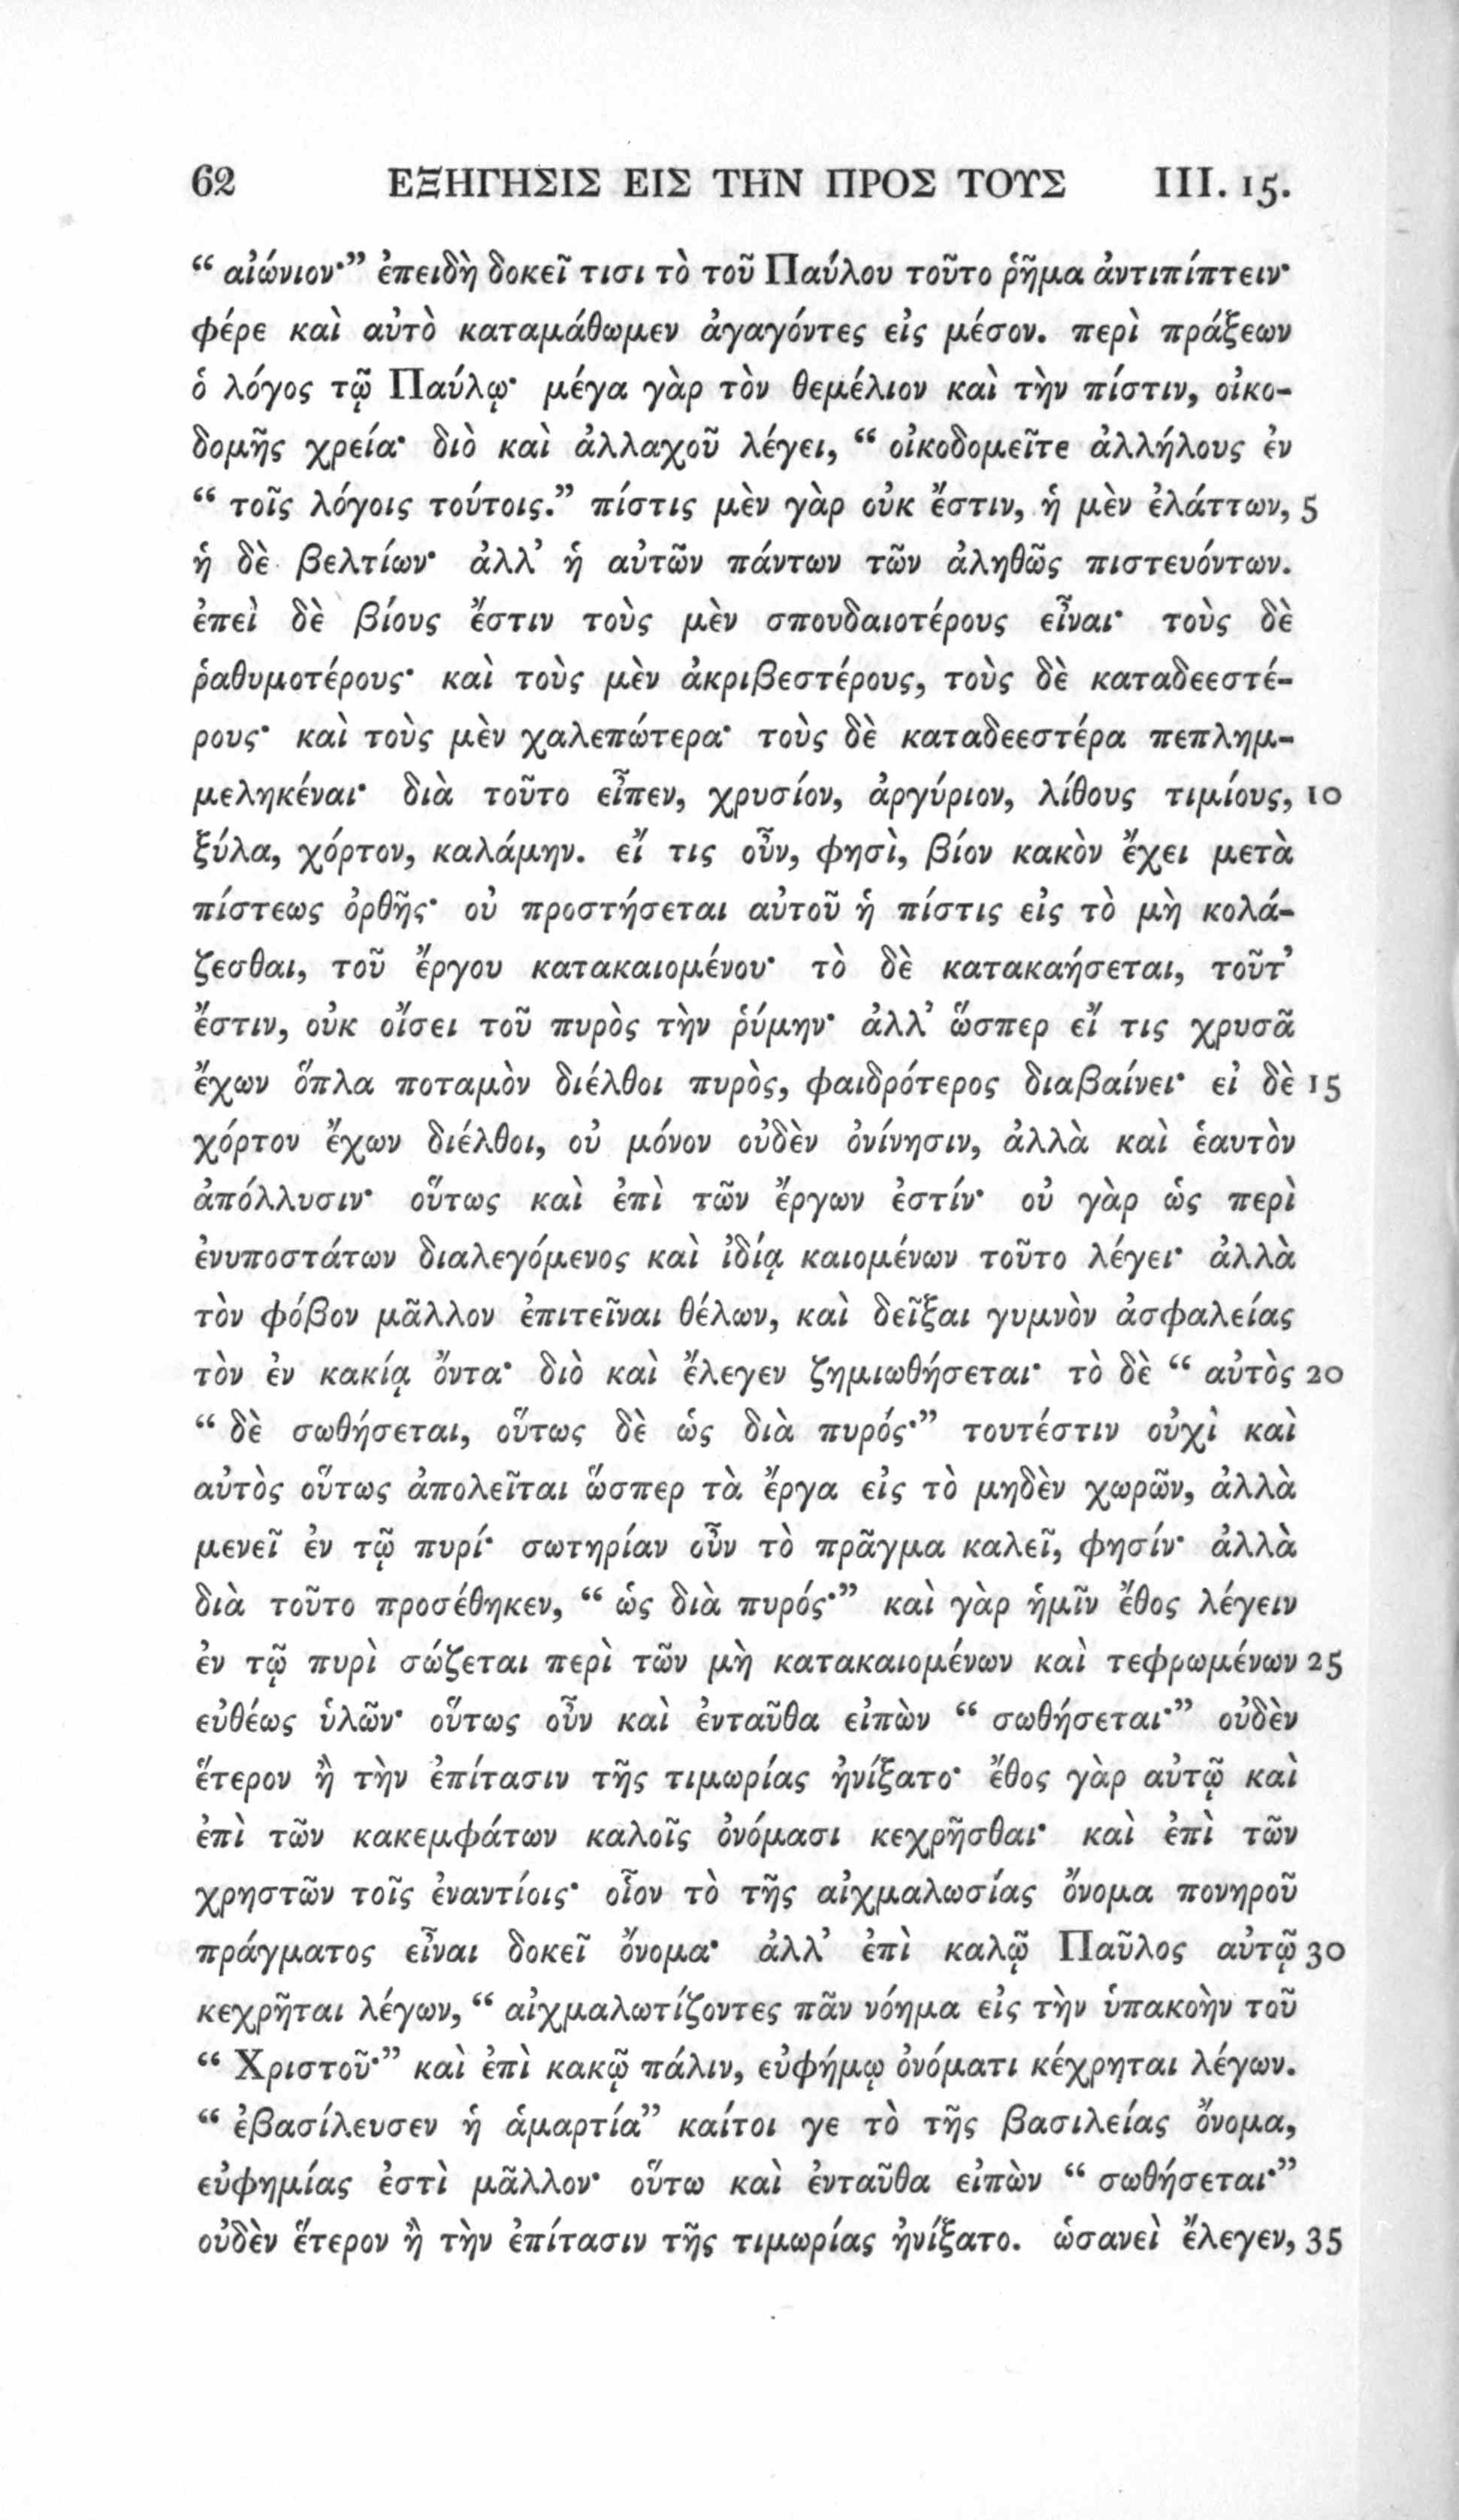 62 ΕΞΗΓΗΣΙΣ ΕΙΣ ΤΗΝ ΠΡΟΣ ΤΟΥΣ III. 15.
“ αἰώνιον·” ἐπειδὴ δοκεῖ τισι τὸ τοῦ Παύλου τοῦτο ῥῆμα ἀντιπίπτειν·
φέρε καὶ αὐτὸ καταμάθωμεν ἀγαγόντες εἰς μέσον. περὶ πράξεων
ὁ λόγος τῷ Παύλῳ· μέγα γὰρ τὸν θεμέλιον καὶ τὴν πίστιν, οἰκο-
δομῆς χρεία· διὸ καὶ ἀλλαχοῦ λέγει, “ οἰκοδομεῖτε ἀλλήλους ἐν
“ τοῖς λόγοις τούτοις.” πίστις μὲν γὰρ οὐκ ἔστιν, ἡ μὲν ἐλάττων, 5
ἡ δὲ βελτίων· ἀλλ’ ἡ αὐτῶν πάντων τῶν ἀληθῶς πιστευόντων.
ἐπεὶ δὲ βίους ἔστιν τοὺς μὲν σπουδαιοτέρους εἶναι· τοὺς δὲ
ῥαθυμοτέρους· καὶ τοὺς μὲν ἀκριβεστέρους, τοὺς δὲ καταδεεστέ-
ρους· καὶ τοὺς μὲν χαλεπώτερα· τοὺς δὲ καταδεεστέρα πεπλημ-
μεληκέναι· διὰ τοῦτο εἶπεν, χρυσίον, ἀργύριον, λίθους τιμίους, 10
ξύλα, χόρτον, καλάμην. εἴ τις οὖν, φησὶ, βίον κακὸν ἔχει μετὰ
πίστεως ὀρθῆς· οὐ προστήσεται αὐτοῦ ἡ πίστις εἰς τὸ μὴ κολά-
ζεσθαι, τοῦ ἔργου κατακαιομένου· τὸ δὲ κατακαήσεται, τοῦτ’
ἔστιν, οὐκ οἴσει τοῦ πυρὸς τὴν ῥύμην· ἀλλ’ ὥσπερ εἴ τις χρυσᾶ
ἔχων ὅπλα ποταμὸν διέλθοι πυρὸς, φαιδρότερος διαβαίνει· εἰ δὲ 15
χόρτον ἔχων διέλθοι, οὐ μόνον οὐδὲν ὀνίνησιν, ἀλλὰ καὶ ἑαυτὸν
ἀπόλλυσιν· οὕτως καὶ ἐπὶ τῶν ἔργων ἐστίν· οὐ γὰρ ὡς περὶ
ἐνυποστάτων διαλεγόμενος καὶ ἰδίᾳ καιομένων τοῦτο λέγει· ἀλλὰ
τὸν φόβον μᾶλλον ἐπιτεῖναι θέλων, καὶ δεῖξαι γυμνὸν ἀσφαλείας
τὸν ἐν κακίᾳ ὄντα· διὸ καὶ ἔλεγεν ζημιωθήσεται· τὸ δὲ “ αὐτὸς 20
“ δὲ σωθήσεται, οὕτως δὲ ὡς διὰ πυρός·” τουτέστιν οὐχὶ καὶ
αὐτὸς οὕτως ἀπολεῖται ὥσπερ τὰ ἔργα εἰς τὸ μηδὲν χωρῶν, ἀλλὰ
μενεῖ ἐν τῷ πυρί· σωτηρίαν οὖν τὸ πρᾶγμα καλεῖ, φησίν· ἀλλὰ
διὰ τοῦτο προσέθηκεν, “ ὡς διὰ πυρός·” καὶ γὰρ ἡμῖν ἔθος λέγειν
ἐν τῷ πυρὶ σώζεται περὶ τῶν μὴ κατακαιομένων καὶ τεφρωμένων 25
εὐθέως ὑλῶν· οὕτως οὖν καὶ ἐνταῦθα εἰπὼν “ σωθήσεται·” οὐδὲν
ἕτερον ἢ τὴν ἐπίτασιν τῆς τιμωρίας ἠνίξατο· ἔθος γὰρ αὐτῷ καὶ
ἐπὶ τῶν κακεμφάτων καλοῖς ὀνόμασι κεχρῆσθαι· καὶ ἐπὶ τῶν
χρηστῶν τοῖς ἐναντίοις· οἷον τὸ τῆς αἰχμαλωσίας ὄνομα πονηροῦ
πράγματος εἶναι δοκεῖ ὄνομα· ἀλλ’ ἐπὶ καλῷ Παῦλος αὐτῷ 30
κεχρῆται λέγων, “ αἰχμαλωτίζοντες πᾶν νόημα εἰς τὴν ὑπακοὴν τοῦ
“ Χριστοῦ·” καὶ ἐπὶ κακῷ πάλιν, εὐφήμῳ ὀνόματι κέχρηται λέγων.
“ ἐβασίλευσεν ἡ ἁμαρτία” καίτοι γε τὸ τῆς βασιλείας ὄνομα,
εὐφημίας ἐστὶ μᾶλλον· οὕτω καὶ ἐνταῦθα εἰπὼν “ σωθήσεται·”
οὐδὲν ἕτερον ἢ τὴν ἐπίτασιν τῆς τιμωρίας ἠνίξατο. ὡσανεὶ ἔλεγεν, 35